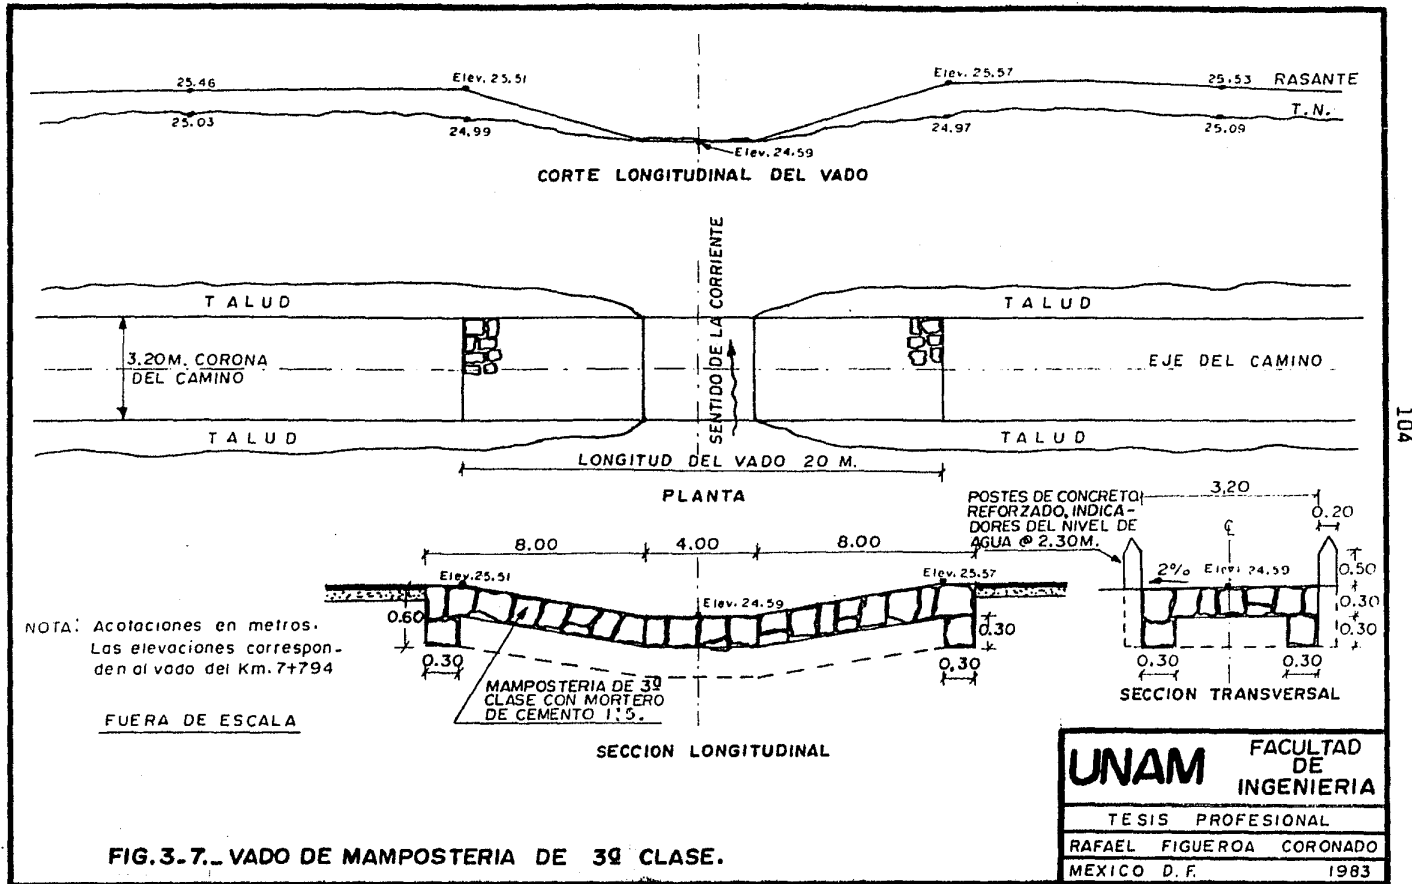 25.46
Elev. 25.51
Elev. 25.57
25.53 RASANTE
T.N.
25.03
24.99
24.97
25.09
Elev. 24.59
CORTE LONGITUDINAL DEL VADO
SENTIDO DE LA CORRIENTE
TALUD
TALUD
3.20M. CORONA
DEL CAMINO
EJE DEL CAMINO
TALUD
TALUD
LONGITUD DEL VADO 20 M.
PLANTA
104
8.00
4.00
8.00
Elev. 25.51
Elev. 25.57
Elev. 24.59
0.60
0.30
0.30
0.30
MAMPOSTERIA DE 3ª
CLASE CON MORTERO
DE CEMENTO 1:5.
SECCION LONGITUDINAL
POSTES DE CONCRETO
REFORZADO, INDICA-
DORES DEL NIVEL DE
AGUA @ 2.30M.
3,20
0.20
℄
2% Elev. 24.59
0.50
0.30
0.30
0.30
0.30
SECCION TRANSVERSAL
NOTA: Acotaciones en metros.
Las elevaciones correspon-
den al vado del Km. 7+794
FUERA DE ESCALA
UNAM
FACULTAD
DE
INGENIERIA
TESIS PROFESIONAL
RAFAEL FIGUEROA CORONADO
MEXICO D.F. 1983
FIG.3-7._ VADO DE MAMPOSTERIA DE 3ª CLASE.